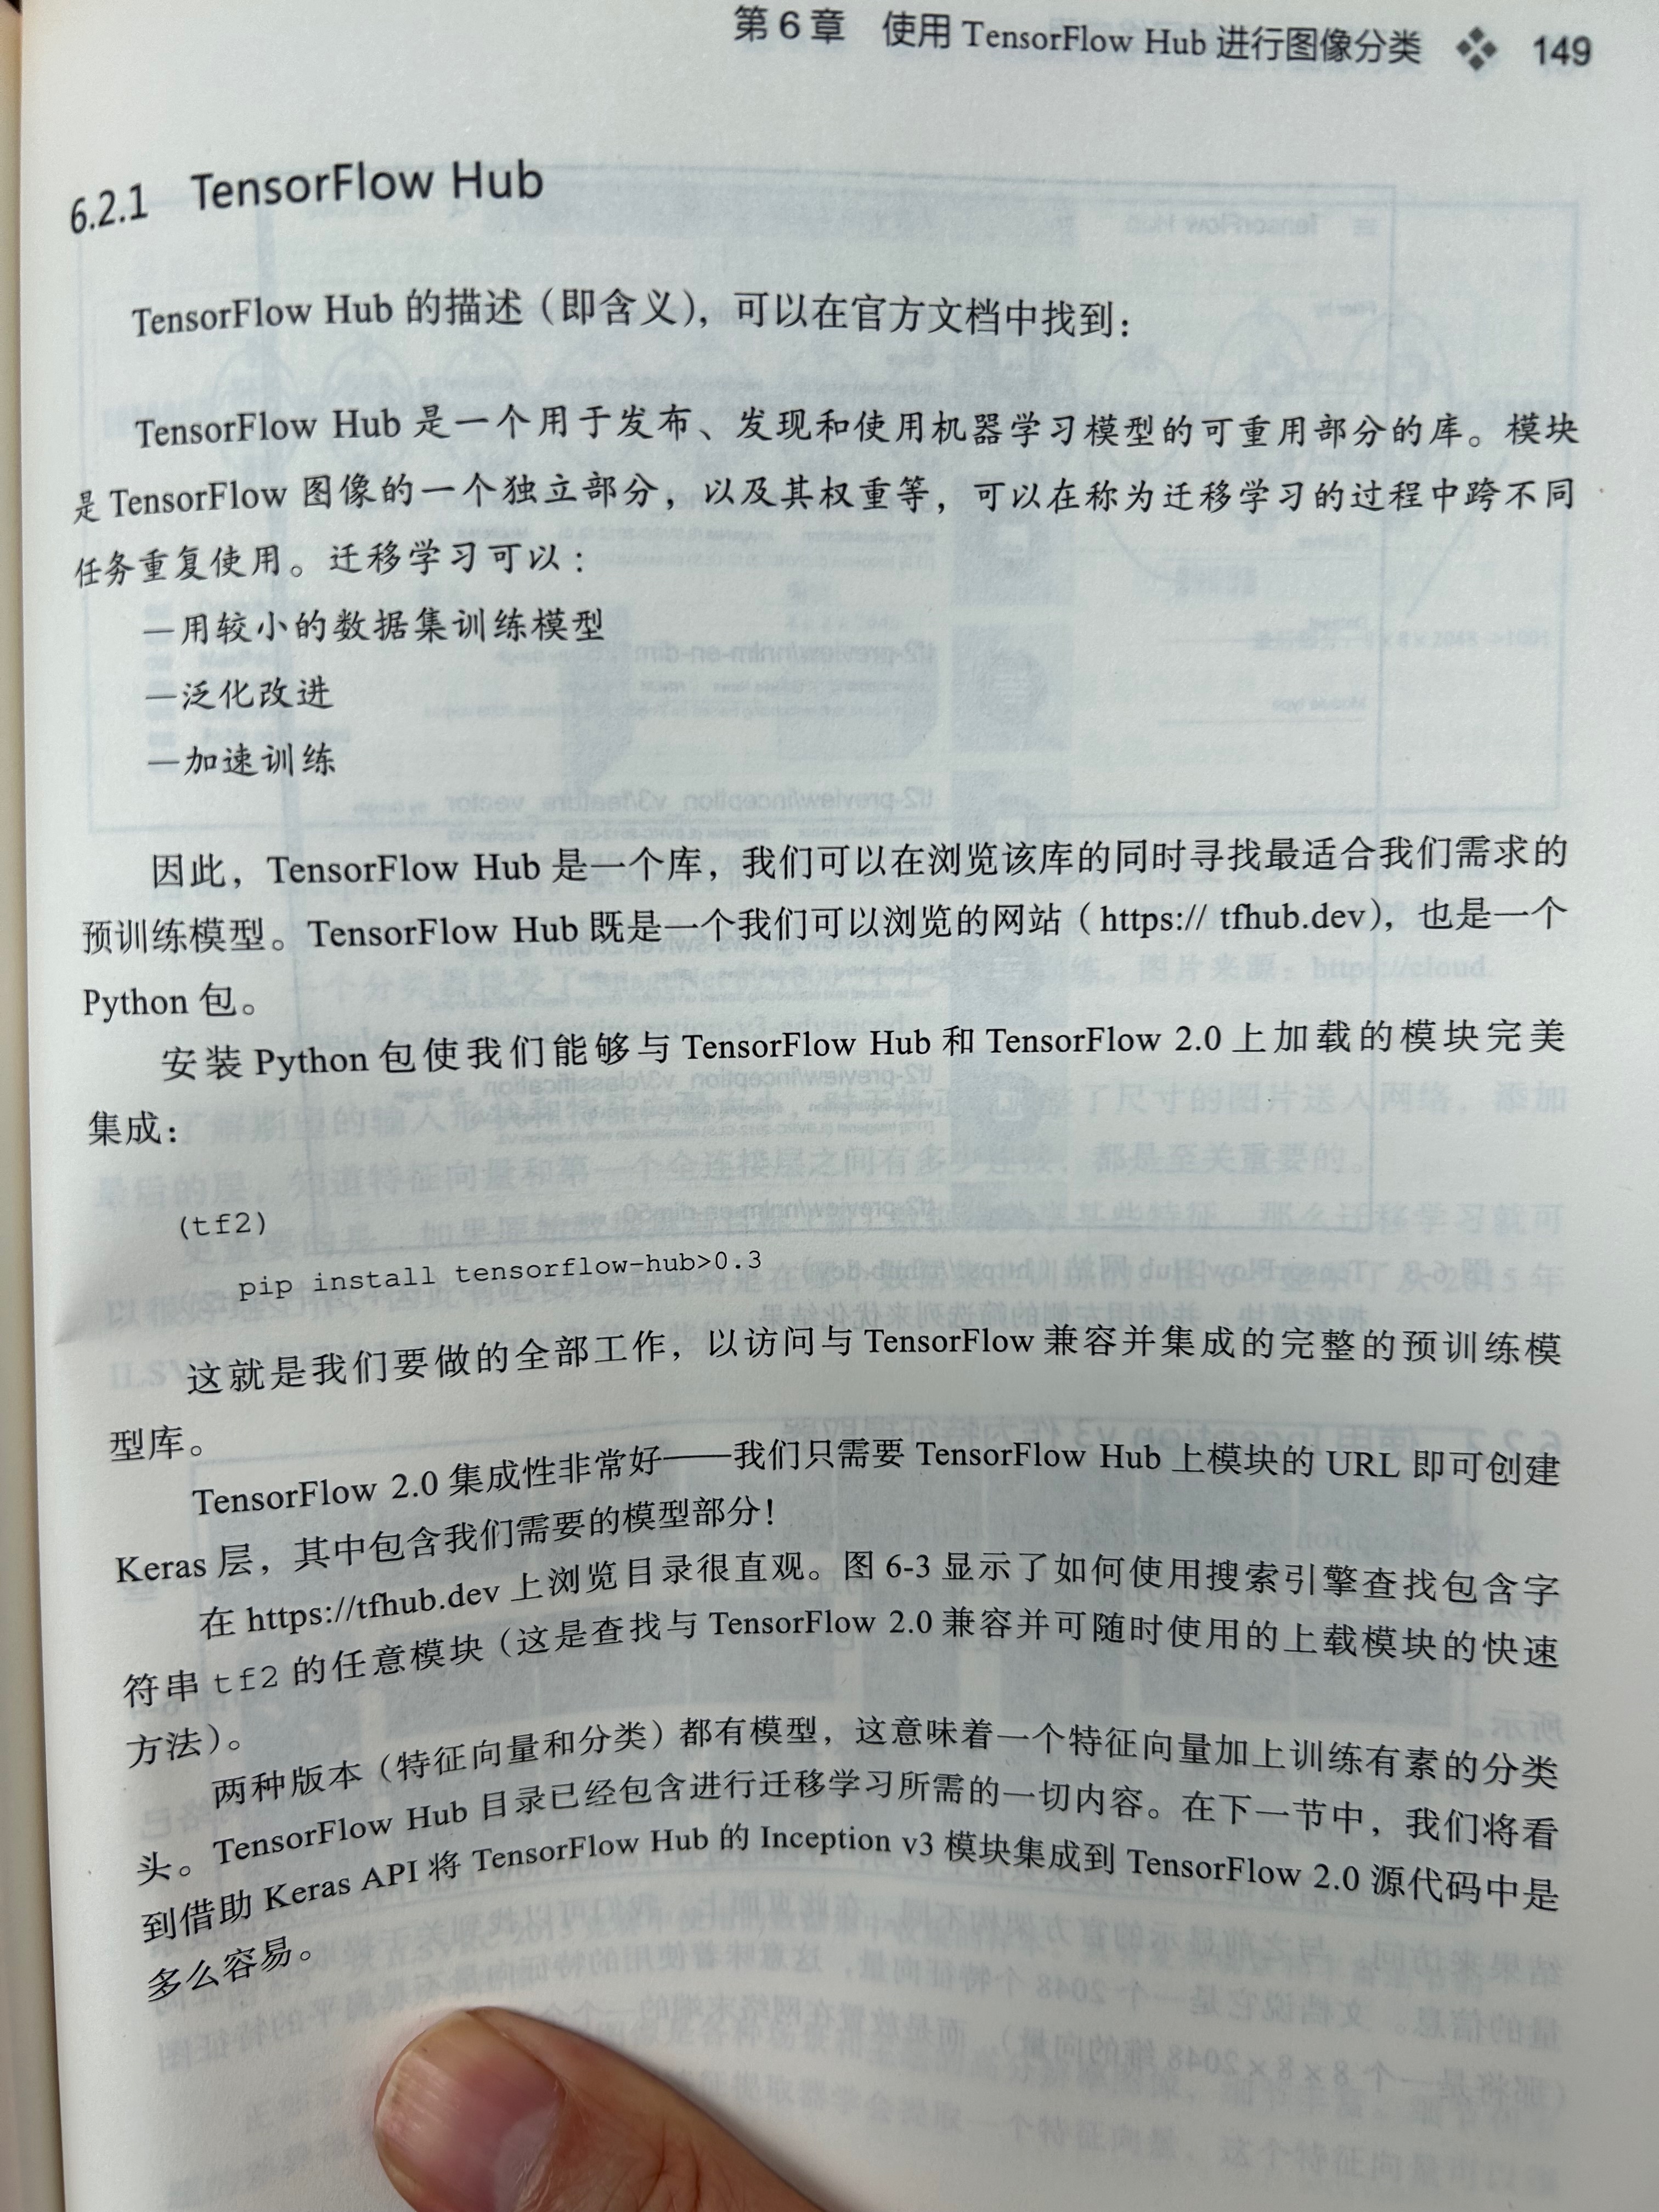 第 6 章 使用 TensorFlow Hub 进行图像分类 ❖ 149
6.2.1 TensorFlow Hub
TensorFlow Hub 的描述（即含义），可以在官方文档中找到：
TensorFlow Hub 是一个用于发布、发现和使用机器学习模型的可重用部分的库。模块
是 TensorFlow 图像的一个独立部分，以及其权重等，可以在称为迁移学习的过程中跨不同
任务重复使用。迁移学习可以：
—用较小的数据集训练模型
—泛化改进
—加速训练
因此，TensorFlow Hub 是一个库，我们可以在浏览该库的同时寻找最适合我们需求的
预训练模型。TensorFlow Hub 既是一个我们可以浏览的网站（https:// tfhub.dev），也是一个
Python 包。
安装 Python 包使我们能够与 TensorFlow Hub 和 TensorFlow 2.0 上加载的模块完美
集成：
(tf2)
pip install tensorflow-hub>0.3
这就是我们要做的全部工作，以访问与 TensorFlow 兼容并集成的完整的预训练模
型库。
TensorFlow 2.0 集成性非常好——我们只需要 TensorFlow Hub 上模块的 URL 即可创建
Keras 层，其中包含我们需要的模型部分！
在 https://tfhub.dev 上浏览目录很直观。图 6-3 显示了如何使用搜索引擎查找包含字
符串 tf2 的任意模块（这是查找与 TensorFlow 2.0 兼容并可随时使用的上载模块的快速
方法）。
两种版本（特征向量和分类）都有模型，这意味着一个特征向量加上训练有素的分类
头。TensorFlow Hub 目录已经包含进行迁移学习所需的一切内容。在下一节中，我们将看
到借助 Keras API 将 TensorFlow Hub 的 Inception v3 模块集成到 TensorFlow 2.0 源代码中是
多么容易。